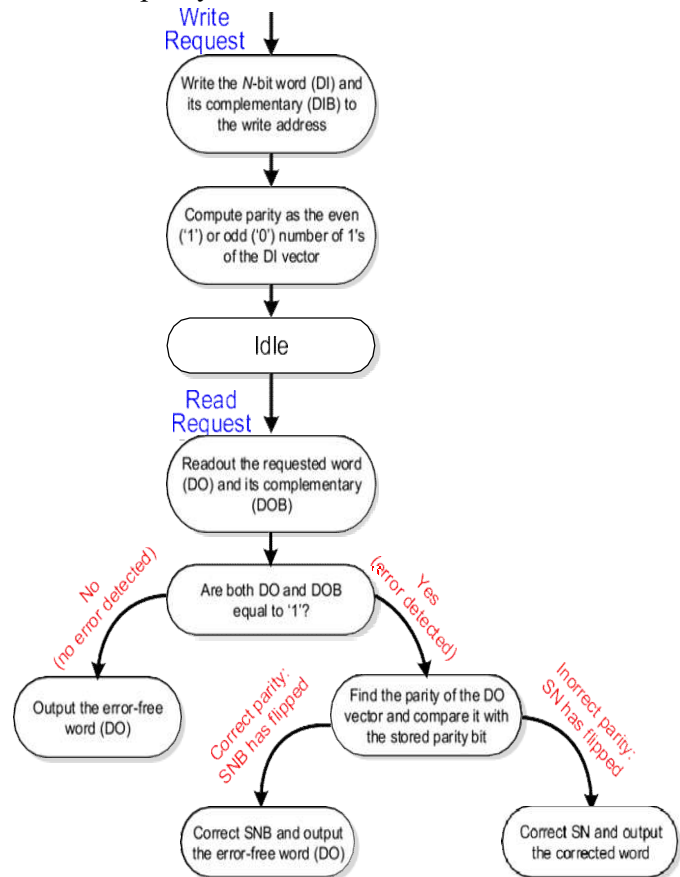 Write
Request
Write the N-bit word (DI) and
its complementary (DIB) to
the write address
Compute parity as the even
('1') or odd ('0') number of 1's
of the DI vector
Idle
Read
Request
Readout the requested word
(DO) and its complementary
(DOB)
Are both DO and DOB
equal to '1'?
No
(no error detected)
Yes
(error detected)
Output the error-free
word (DO)
Find the parity of the DO
vector and compare it with
the stored parity bit
Correct parity:
SNB has flipped
Inorrect parity:
SN has flipped
Correct SNB and output
the error-free word (DO)
Correct SN and output
the corrected word